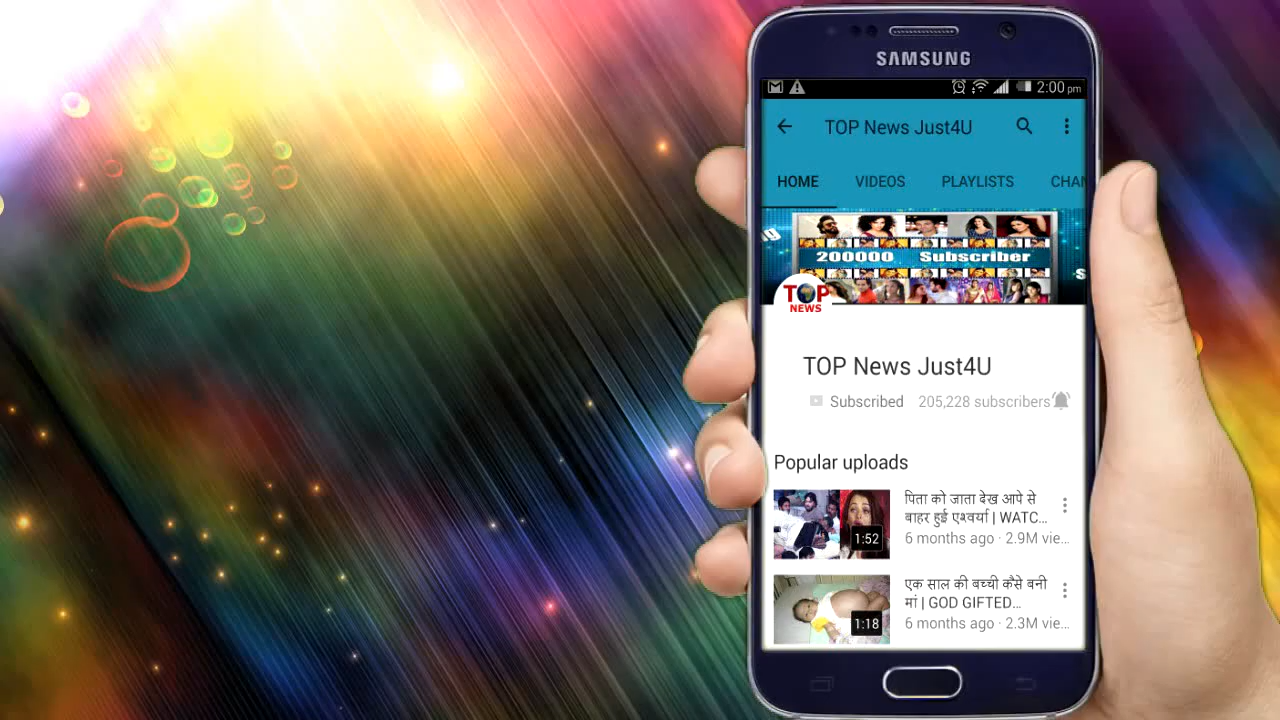 SAMSUNG
2:00 pm
TOP News Just4U
HOME VIDEOS PLAYLISTS CHAN
200000 Subscriber
TOP
NEWS
TOP News Just4U
Subscribed 205,228 subscribers
Popular uploads
पिता को जाता देख आपे से
बाहर हुई एश्वर्या | WATC...
6 months ago · 2.9M vie...
1:52
एक साल की बच्ची कैसे बनी
मां | GOD GIFTED...
6 months ago · 2.3M vie...
1:18